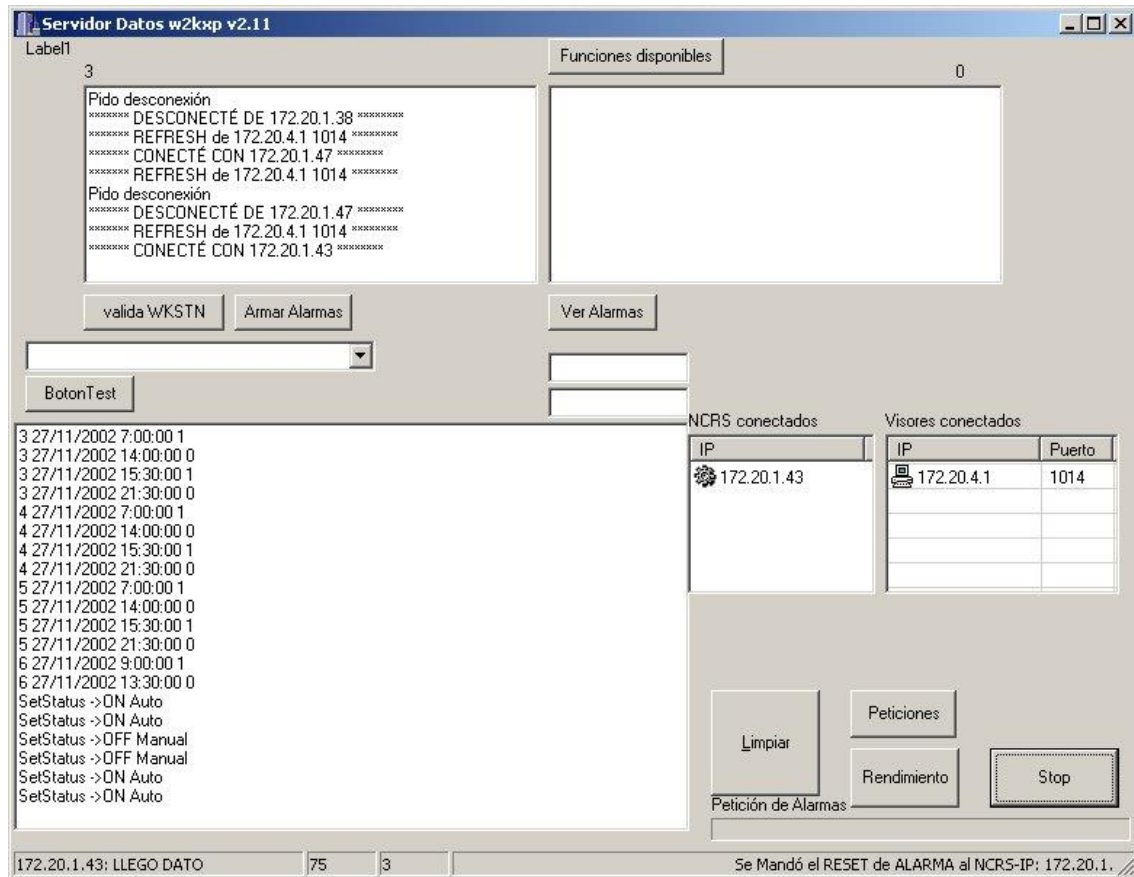 Servidor Datos w2kxp v2.11
Label1
3
Funciones disponibles
0
Pido desconexión
******* DESCONECTÉ DE 172.20.1.38 ********
******* REFRESH de 172.20.4.1 1014 ********
******* CONECTÉ CON 172.20.1.47 ********
******* REFRESH de 172.20.4.1 1014 ********
Pido desconexión
******* DESCONECTÉ DE 172.20.1.47 ********
******* REFRESH de 172.20.4.1 1014 ********
******* CONECTÉ CON 172.20.1.43 ********
valida WKSTN
Armar Alarmas
Ver Alarmas
BotonTest
3 27/11/2002 7:00:00 1
3 27/11/2002 14:00:00 0
3 27/11/2002 15:30:00 1
3 27/11/2002 21:30:00 0
4 27/11/2002 7:00:00 1
4 27/11/2002 14:00:00 0
4 27/11/2002 15:30:00 1
4 27/11/2002 21:30:00 0
5 27/11/2002 7:00:00 1
5 27/11/2002 14:00:00 0
5 27/11/2002 15:30:00 1
5 27/11/2002 21:30:00 0
6 27/11/2002 9:00:00 1
6 27/11/2002 13:30:00 0
SetStatus ->ON Auto
SetStatus ->ON Auto
SetStatus ->OFF Manual
SetStatus ->OFF Manual
SetStatus ->ON Auto
SetStatus ->ON Auto
NCRS conectados
IP
172.20.1.43
Visores conectados
IP Puerto
172.20.4.1 1014
Limpiar
Peticiones
Rendimiento
Stop
Petición de Alarmas
172.20.1.43: LLEGO DATO 75 3 Se Mandó el RESET de ALARMA al NCRS-IP: 172.20.1.